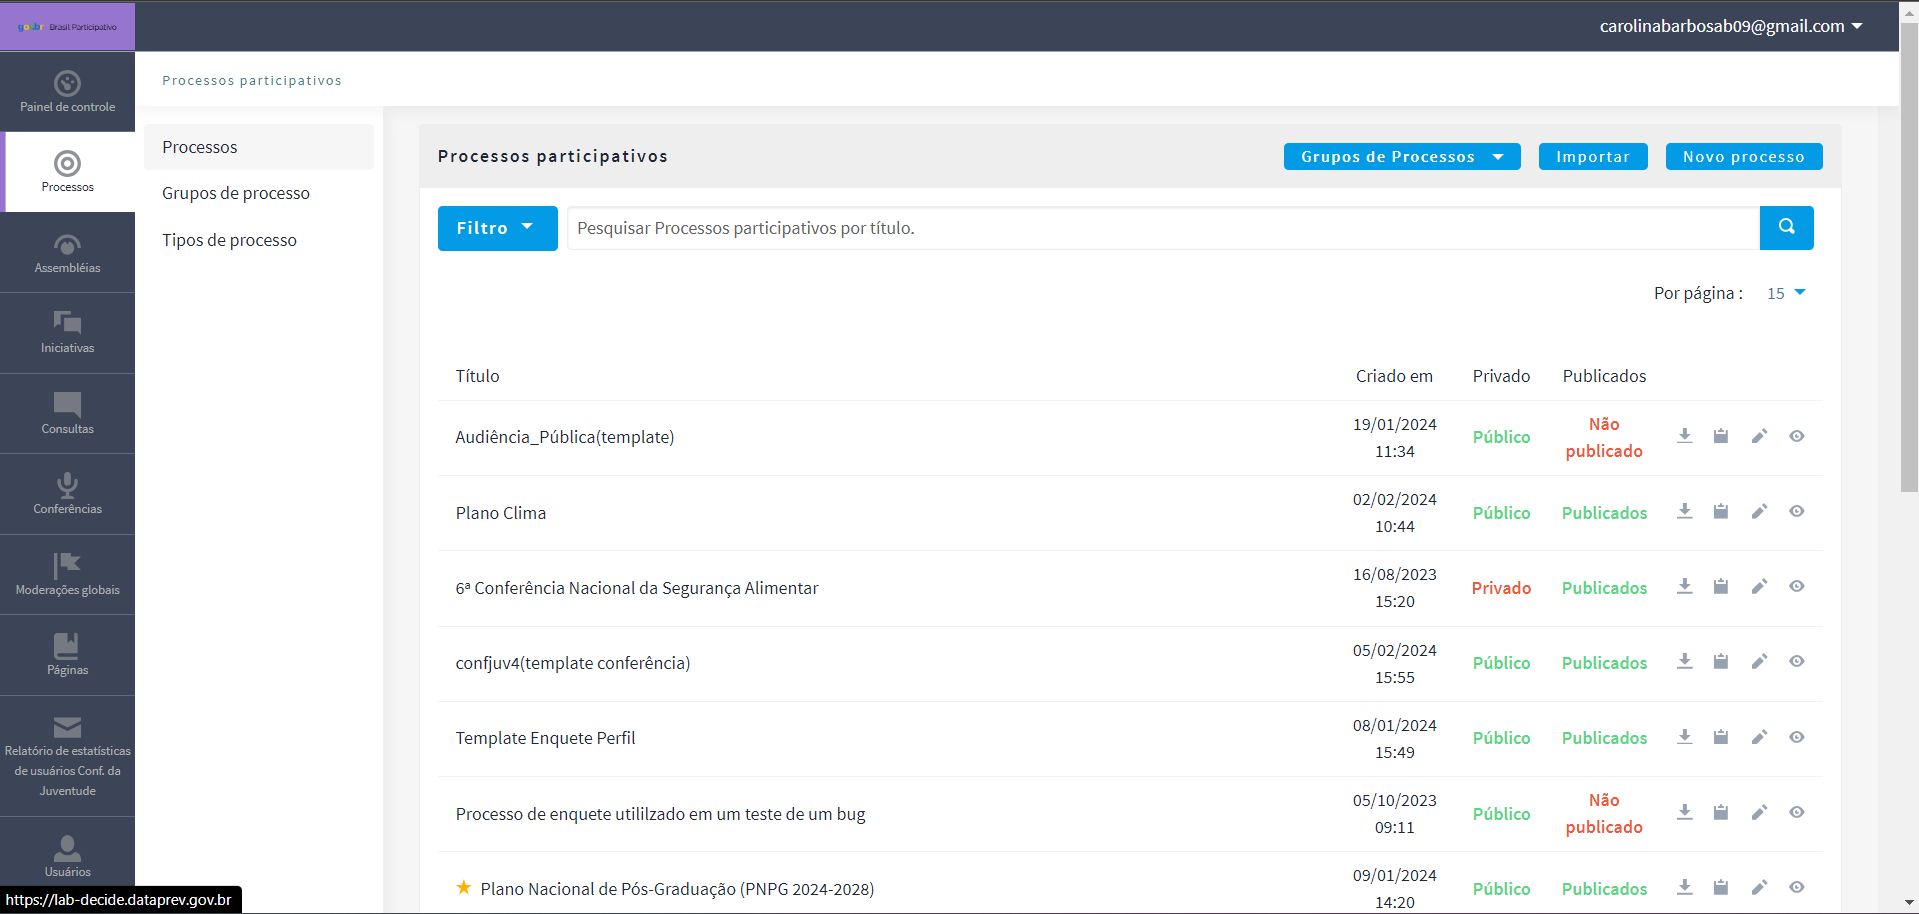 gov.br Brasil Participativo
carolinabarbosab09@gmail.com
Painel de controle
Processos
Assembléias
Iniciativas
Consultas
Conferências
Moderações globais
Páginas
Relatório de estatísticas
de usuários Conf. da
Juventude
Usuários
https://lab-decide.dataprev.gov.br
Processos participativos
Processos
Grupos de processo
Tipos de processo
Processos participativos
Grupos de Processos
Importar
Novo processo
Filtro
Pesquisar Processos participativos por título.
Por página : 15
Título Criado em Privado Publicados
Audiência_Pública(template) 19/01/2024 11:34 Público Não publicado
Plano Clima 02/02/2024 10:44 Público Publicados
6ª Conferência Nacional da Segurança Alimentar 16/08/2023 15:20 Privado Publicados
confjuv4(template conferência) 05/02/2024 15:55 Público Publicados
Template Enquete Perfil 08/01/2024 15:49 Público Publicados
Processo de enquete utililzado em um teste de um bug 05/10/2023 09:11 Público Não publicado
Plano Nacional de Pós-Graduação (PNPG 2024-2028) 09/01/2024 14:20 Público Publicados